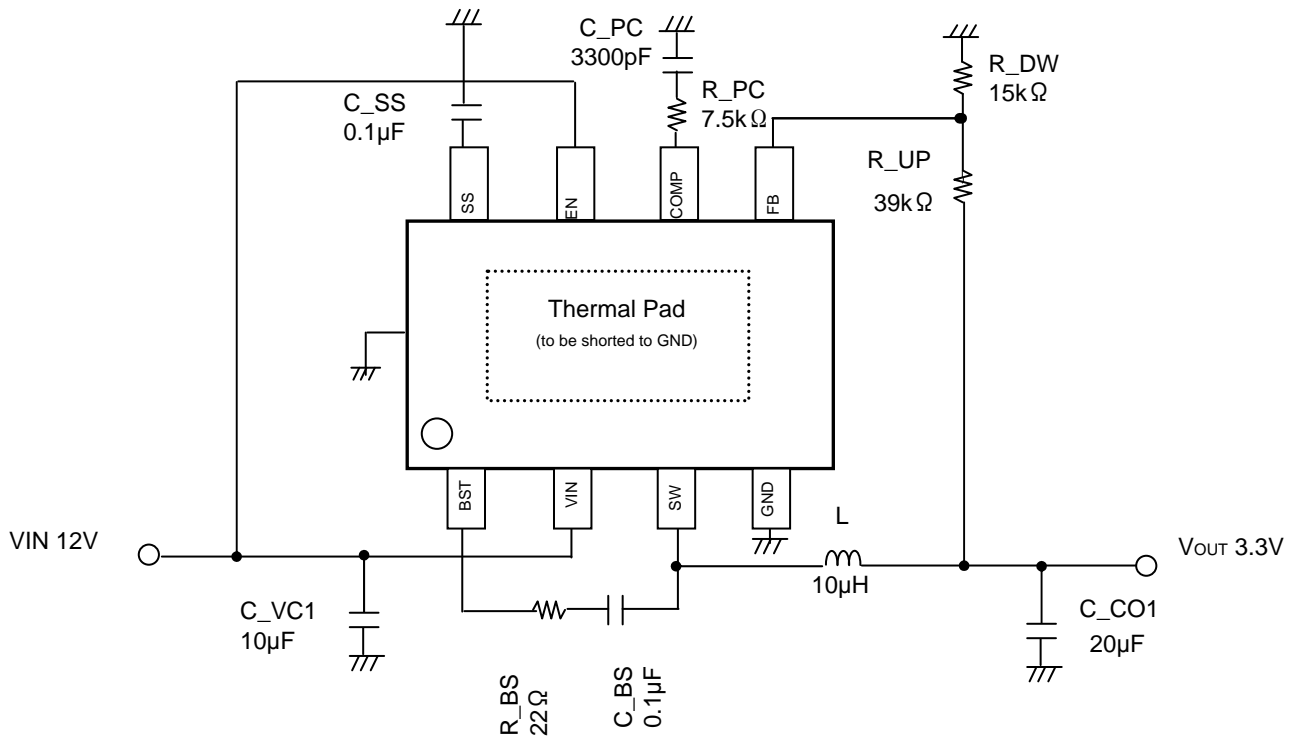 C_PC
3300pF
R_DW
15kΩ
C_SS
0.1µF
R_PC
7.5kΩ
R_UP
39kΩ
SS
EN
COMP
FB
Thermal Pad
(to be shorted to GND)
BST
VIN
SW
GND
VIN 12V
L
10µH
VOUT 3.3V
C_VC1
10µF
C_CO1
20µF
R_BS
22Ω
C_BS
0.1µF